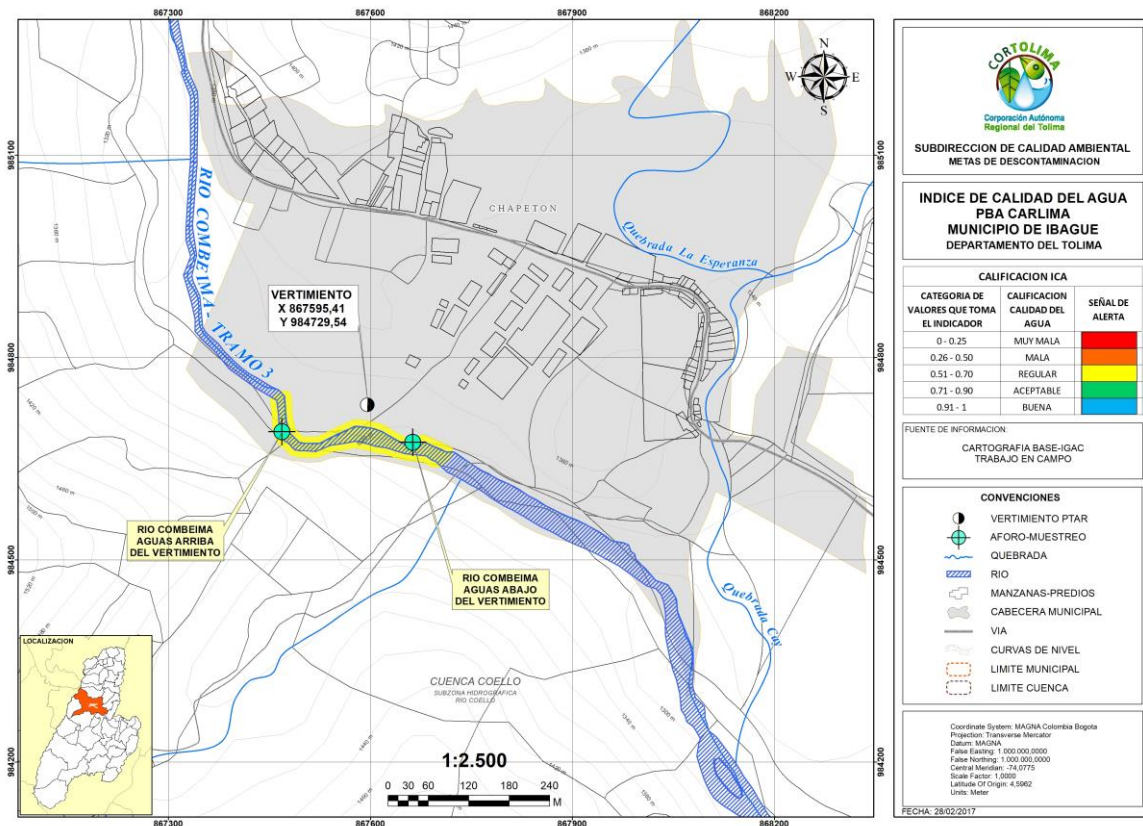 867300
867600
867900
868200
985100
984800
984500
984200
985100
984800
984500
984200
867300
867600
867900
868200
N
W
E
S
RIO COMBEIMA - TRAMO 3
CHAPETON
Quebrada La Esperanza
VERTIMIENTO
X 867595,41
Y 984729,54
RIO COMBEIMA
AGUAS ARRIBA
DEL VERTIMIENTO
RIO COMBEIMA
AGUAS ABAJO
DEL VERTIMIENTO
Quebrada Cay
CUENCA COELLO
SUBZONA HIDROGRAFICA
RIO COELLO
1:2.500
0 30 60 120 180 240
M
LOCALIZACION
CORTOLIMA
Corporación Autónoma
Regional del Tolima
SUBDIRECCION DE CALIDAD AMBIENTAL
METAS DE DESCONTAMINACION
INDICE DE CALIDAD DEL AGUA
PBA CARLIMA
MUNICIPIO DE IBAGUE
DEPARTAMENTO DEL TOLIMA
CALIFICACION ICA
CATEGORIA DE VALORES QUE TOMA EL INDICADOR
CALIFICACION CALIDAD DEL AGUA
SEÑAL DE ALERTA
0 - 0.25 MUY MALA
0.26 - 0.50 MALA
0.51 - 0.70 REGULAR
0.71 - 0.90 ACEPTABLE
0.91 - 1 BUENA
FUENTE DE INFORMACION:
CARTOGRAFIA BASE-IGAC
TRABAJO EN CAMPO
CONVENCIONES
VERTIMIENTO PTAR
AFORO-MUESTREO
QUEBRADA
RIO
MANZANAS-PREDIOS
CABECERA MUNICIPAL
VIA
CURVAS DE NIVEL
LIMITE MUNICIPAL
LIMITE CUENCA
Coordinate System: MAGNA Colombia Bogota
Projection: Transverse Mercator
Datum: MAGNA
False Easting: 1.000.000,0000
False Northing: 1.000.000,0000
Central Meridian: -74,0775
Scale Factor: 1,0000
Latitude Of Origin: 4,5962
Units: Meter
FECHA: 28/02/2017